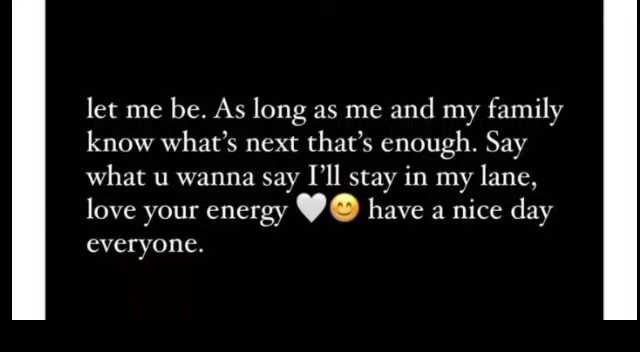 let me be. As long as me and my family
know what’s next that’s enough. Say
what u wanna say I’ll stay in my lane,
love your energy 🤍😊 have a nice day
everyone.